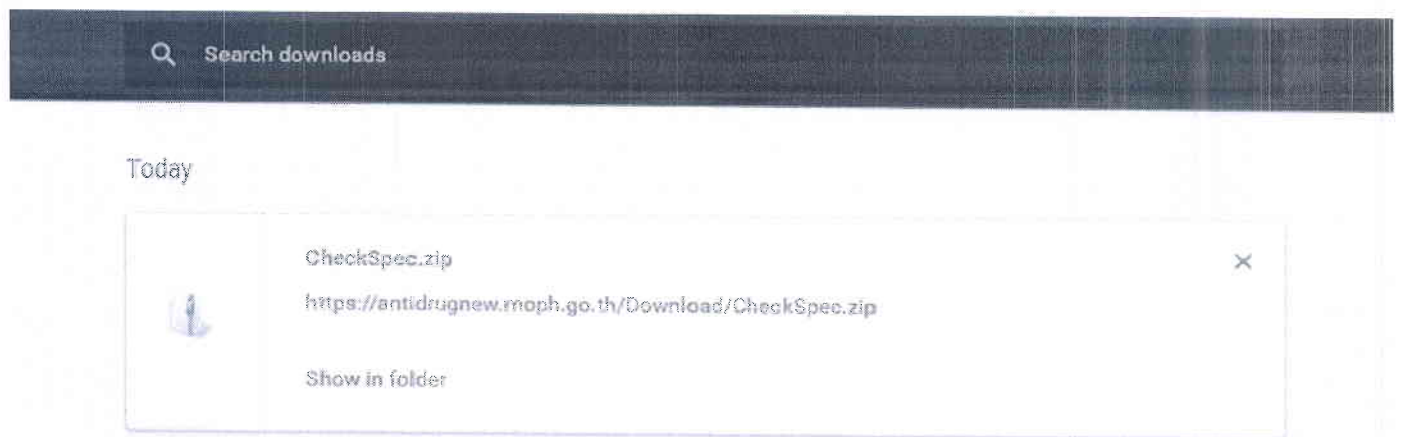 Search downloads
Today
CheckSpec.zip
https://antidrugnew.moph.go.th/Download/CheckSpec.zip
Show in folder